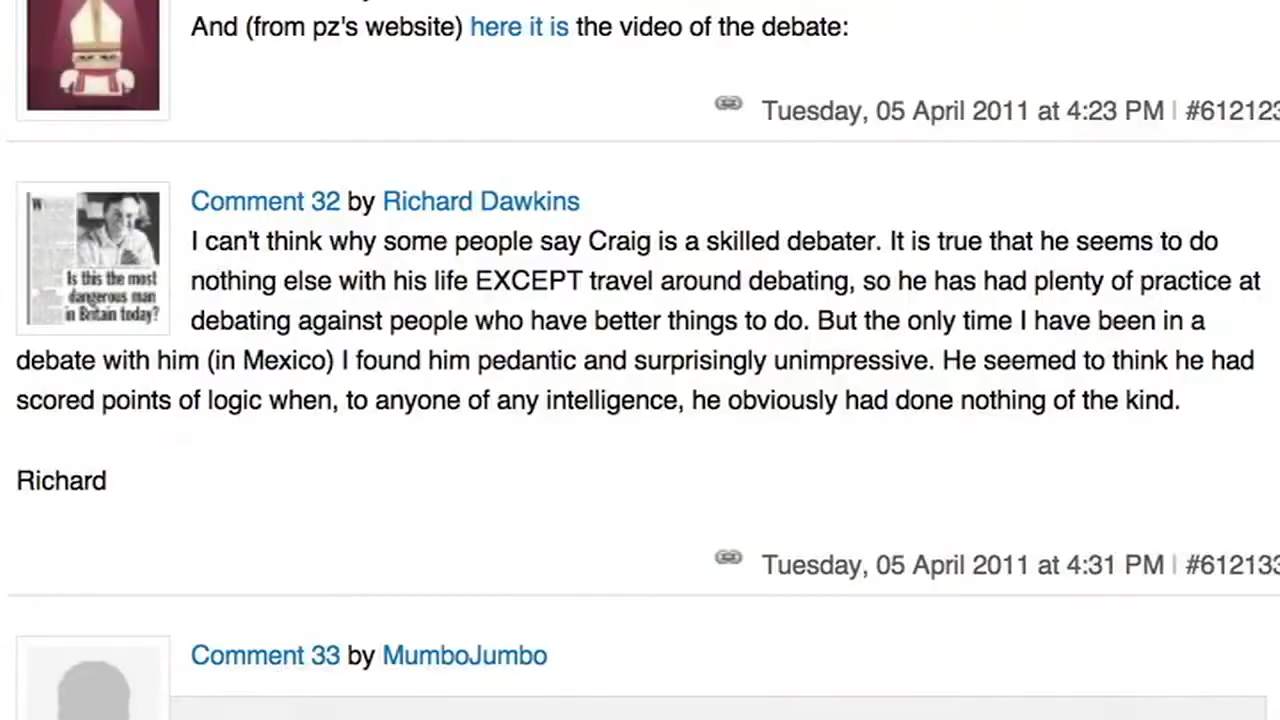 And (from pz's website) here it is the video of the debate:
Tuesday, 05 April 2011 at 4:23 PM | #612123
Comment 32 by Richard Dawkins
W
Is this the most
dangerous man
in Britain today?
I can't think why some people say Craig is a skilled debater. It is true that he seems to do
nothing else with his life EXCEPT travel around debating, so he has had plenty of practice at
debating against people who have better things to do. But the only time I have been in a
debate with him (in Mexico) I found him pedantic and surprisingly unimpressive. He seemed to think he had
scored points of logic when, to anyone of any intelligence, he obviously had done nothing of the kind.
Richard
Tuesday, 05 April 2011 at 4:31 PM | #612133
Comment 33 by MumboJumbo